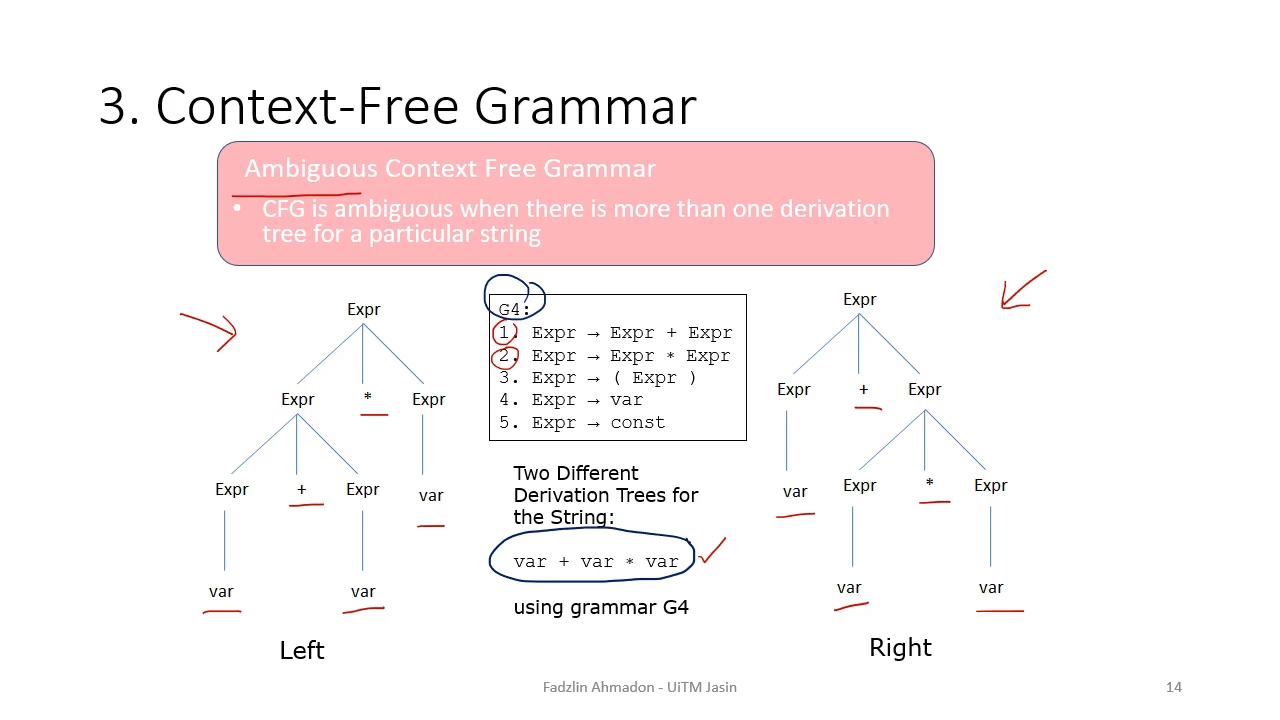 3. Context-Free Grammar
Ambiguous Context Free Grammar
• CFG is ambiguous when there is more than one derivation
tree for a particular string
Expr
Expr * Expr
Expr + Expr var
var var
Left
G4:
1. Expr → Expr + Expr
2. Expr → Expr * Expr
3. Expr → ( Expr )
4. Expr → var
5. Expr → const
Two Different
Derivation Trees for
the String:
var + var * var
using grammar G4
Expr
Expr + Expr
var Expr * Expr
var var
Right
Fadzlin Ahmadon - UiTM Jasin
14